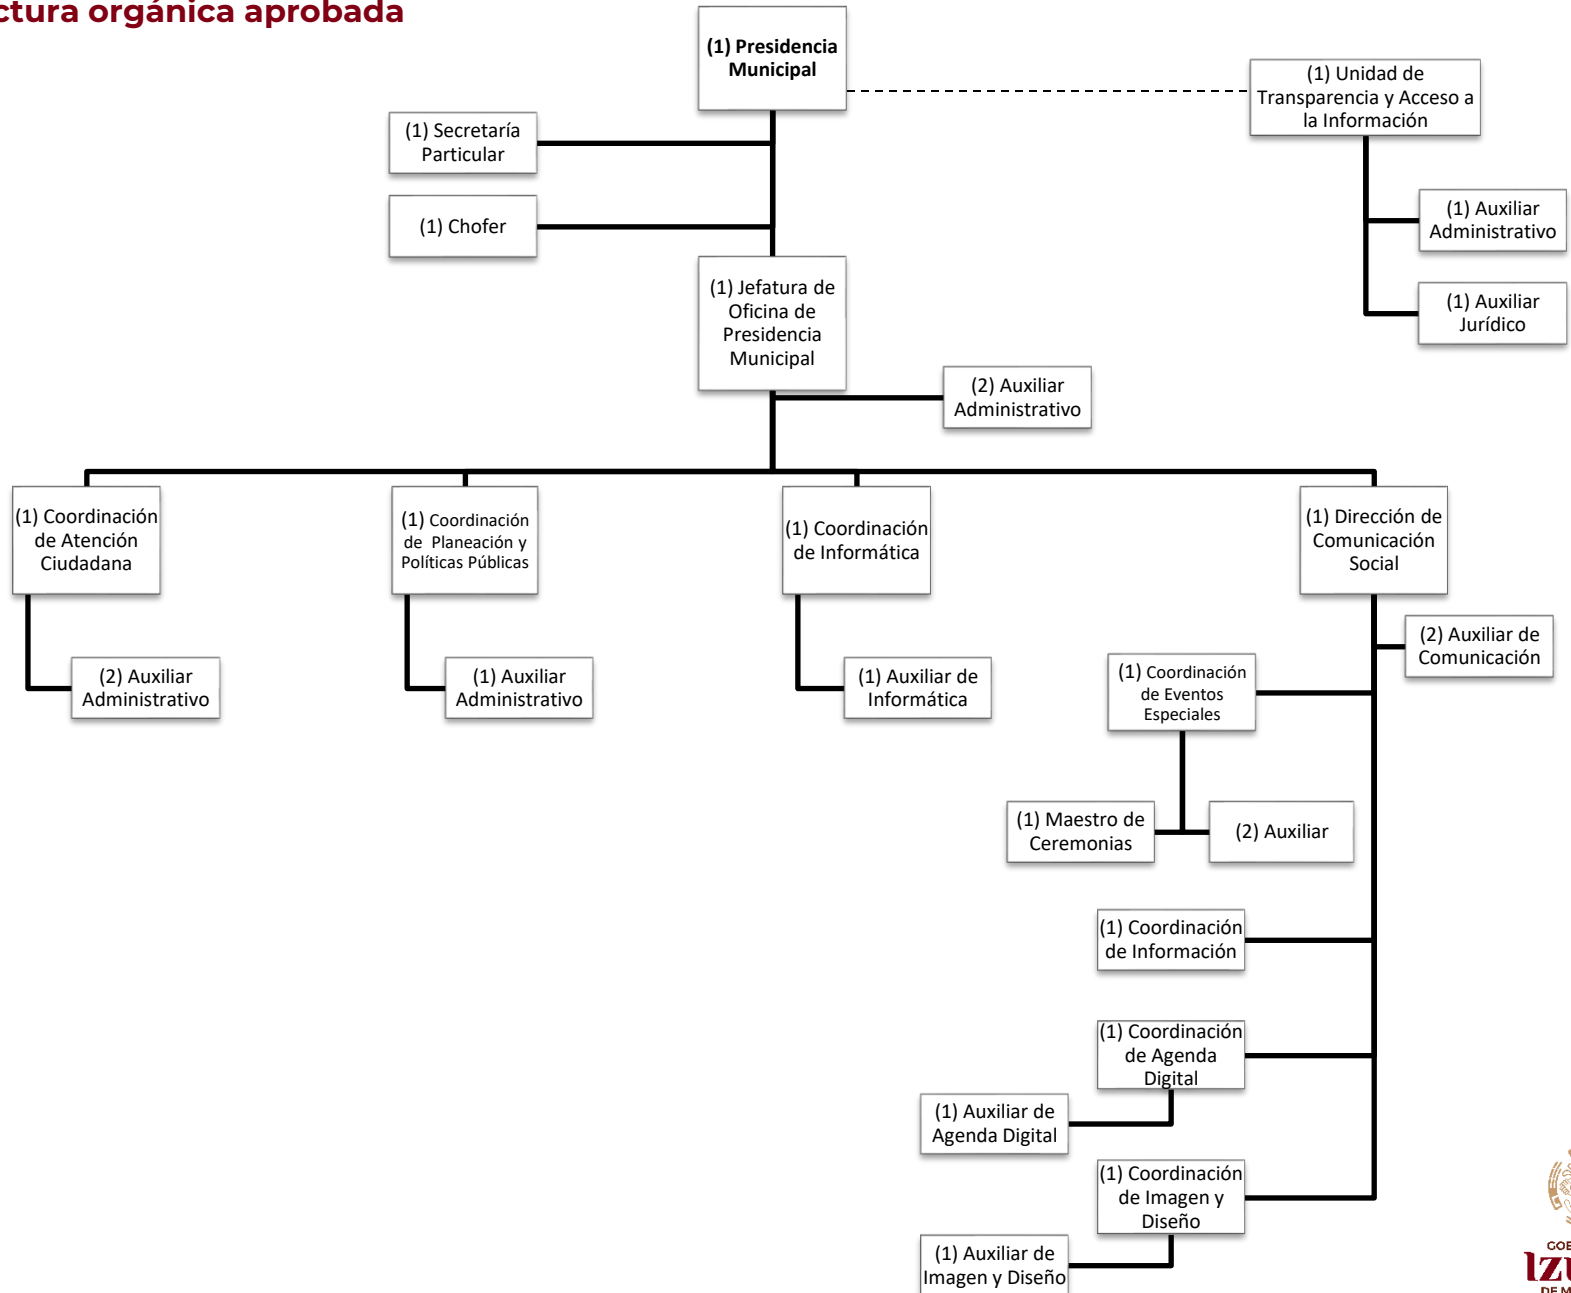 ctura orgánica aprobada
(1) Presidencia
Municipal
(1) Unidad de
Transparencia y Acceso a
la Información
(1) Secretaría
Particular
(1) Chofer
(1) Auxiliar
Administrativo
(1) Auxiliar
Jurídico
(1) Jefatura de
Oficina de
Presidencia
Municipal
(2) Auxiliar
Administrativo
(1) Coordinación
de Atención
Ciudadana
(1) Coordinación
de Planeación y
Políticas Públicas
(1) Coordinación
de Informática
(1) Dirección de
Comunicación
Social
(2) Auxiliar
Administrativo
(1) Auxiliar
Administrativo
(1) Auxiliar de
Informática
(2) Auxiliar de
Comunicación
(1) Coordinación
de Eventos
Especiales
(1) Maestro de
Ceremonias
(2) Auxiliar
(1) Coordinación
de Información
(1) Coordinación
de Agenda
Digital
(1) Auxiliar de
Agenda Digital
(1) Coordinación
de Imagen y
Diseño
(1) Auxiliar de
Imagen y Diseño